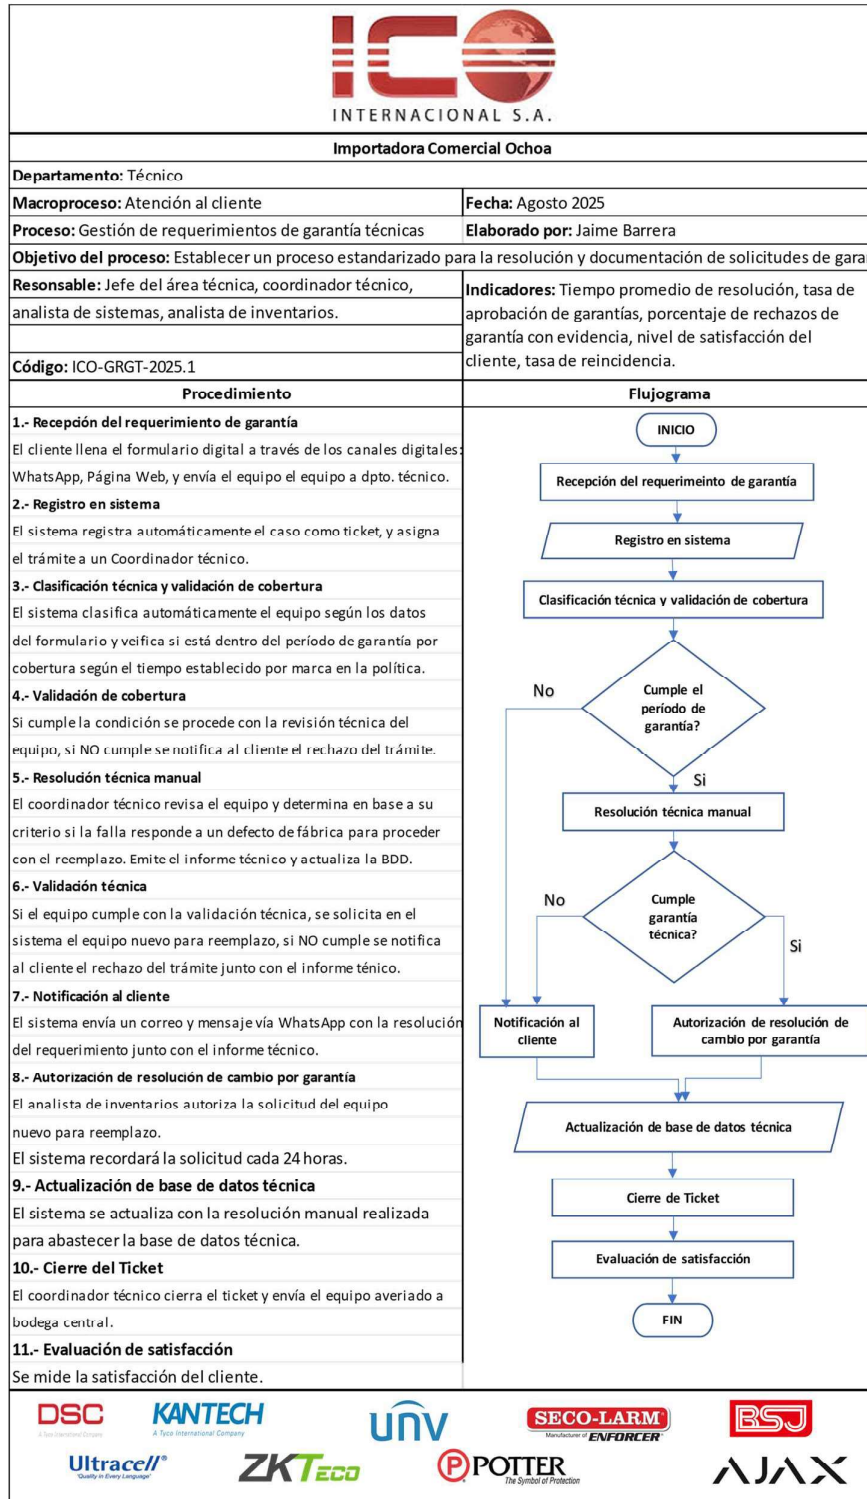 ICO
INTERNACIONAL S.A.
Importadora Comercial Ochoa
Departamento: Técnico
Macroproceso: Atención al cliente
Fecha: Agosto 2025
Proceso: Gestión de requerimientos de garantía técnicas
Elaborado por: Jaime Barrera
Objetivo del proceso: Establecer un proceso estandarizado para la resolución y documentación de solicitudes de gara
Resonsable: Jefe del área técnica, coordinador técnico,
analista de sistemas, analista de inventarios.
Código: ICO-GRGT-2025.1
Indicadores: Tiempo promedio de resolución, tasa de
aprobación de garantías, porcentaje de rechazos de
garantía con evidencia, nivel de satisfacción del
cliente, tasa de reincidencia.
Procedimiento
1.- Recepción del requerimiento de garantía
El cliente llena el formulario digital a través de los canales digitales:
WhatsApp, Página Web, y envía el equipo el equipo a dpto. técnico.
2.- Registro en sistema
El sistema registra automáticamente el caso como ticket, y asigna
el trámite a un Coordinador técnico.
3.- Clasificación técnica y validación de cobertura
El sistema clasifica automáticamente el equipo según los datos
del formulario y veifica si está dentro del período de garantía por
cobertura según el tiempo establecido por marca en la política.
4.- Validación de cobertura
Si cumple la condición se procede con la revisión técnica del
equipo, si NO cumple se notifica al cliente el rechazo del trámite.
5.- Resolución técnica manual
El coordinador técnico revisa el equipo y determina en base a su
criterio si la falla responde a un defecto de fábrica para proceder
con el reemplazo. Emite el informe técnico y actualiza la BDD.
6.- Validación técnica
Si el equipo cumple con la validación técnica, se solicita en el
sistema el equipo nuevo para reemplazo, si NO cumple se notifica
al cliente el rechazo del trámite junto con el informe ténico.
7.- Notificación al cliente
El sistema envía un correo y mensaje vía WhatsApp con la resolución
del requerimiento junto con el informe técnico.
8.- Autorización de resolución de cambio por garantía
El analista de inventarios autoriza la solicitud del equipo
nuevo para reemplazo.
El sistema recordará la solicitud cada 24 horas.
9.- Actualización de base de datos técnica
El sistema se actualiza con la resolución manual realizada
para abastecer la base de datos técnica.
10.- Cierre del Ticket
El coordinador técnico cierra el ticket y envía el equipo averiado a
bodega central.
11.- Evaluación de satisfacción
Se mide la satisfacción del cliente.
Flujograma
INICIO
Recepción del requerimeinto de garantía
Registro en sistema
Clasificación técnica y validación de cobertura
No
Cumple el
período de
garantía?
Si
Resolución técnica manual
No
Cumple
garantía
técnica?
Si
Notificación al
cliente
Autorización de resolución de
cambio por garantía
Actualización de base de datos técnica
Cierre de Ticket
Evaluación de satisfacción
FIN
DSC
A Tyco International Company
KANTECH
A Tyco International Company
unv
SECO-LARM®
Manufacturer of ENFORCER®
BSJ
Ultracell®
"Quality in Every Language"
ZKTECO
P POTTER
The Symbol of Protection
AJAX